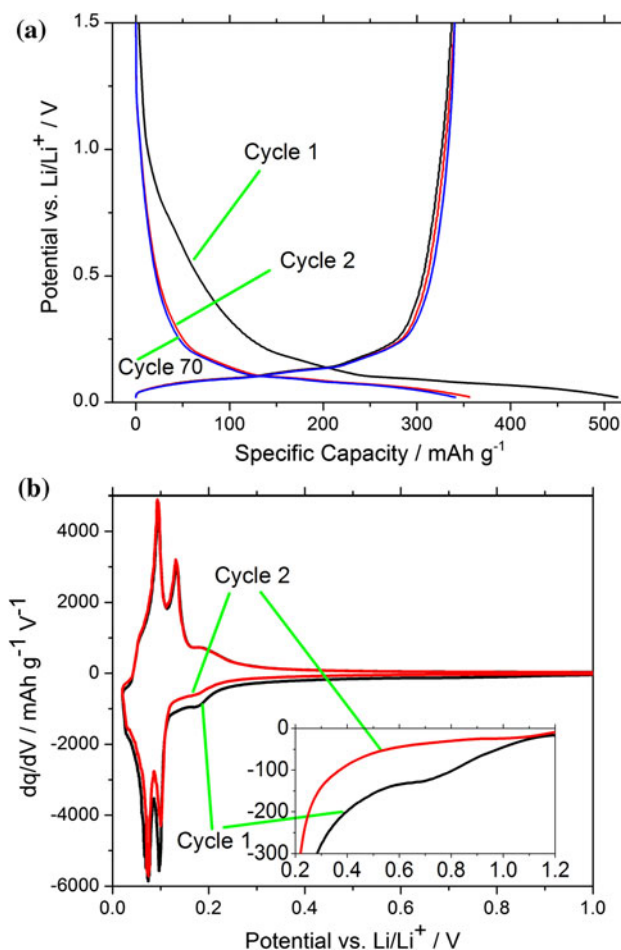 (a)
1.5
1.0
0.5
0.0
Potential vs. Li/Li⁺ / V
Cycle 1
Cycle 2
Cycle 70
0 100 200 300 400 500
Specific Capacity / mAh g⁻¹
(b)
4000
2000
0
-2000
-4000
-6000
dq/dV / mAh g⁻¹ V⁻¹
Cycle 2
Cycle 1
0
-100
-200
-300
0.2 0.4 0.6 0.8 1.0 1.2
0.0 0.2 0.4 0.6 0.8 1.0
Potential vs. Li/Li⁺ / V